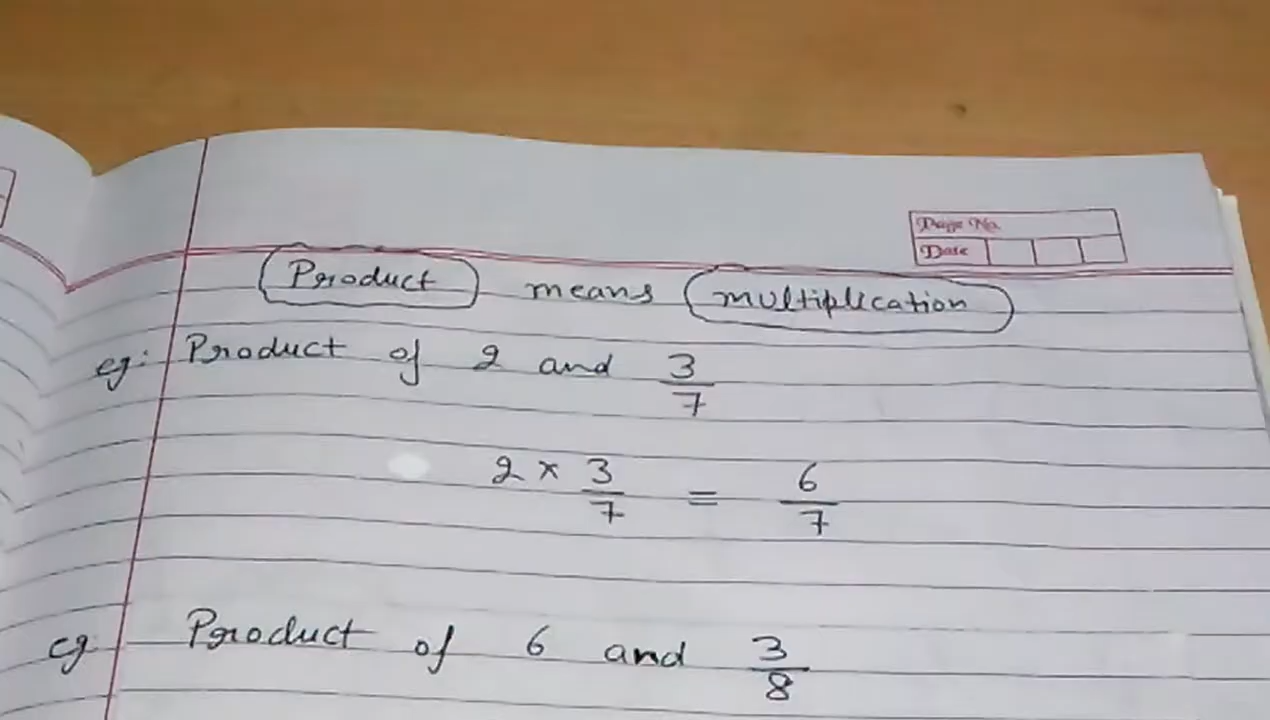 Page No.
Date
Product means multiplication
eg: Product of 2 and 3/7
2 × 3/7 = 6/7
eg Product of 6 and 3/8